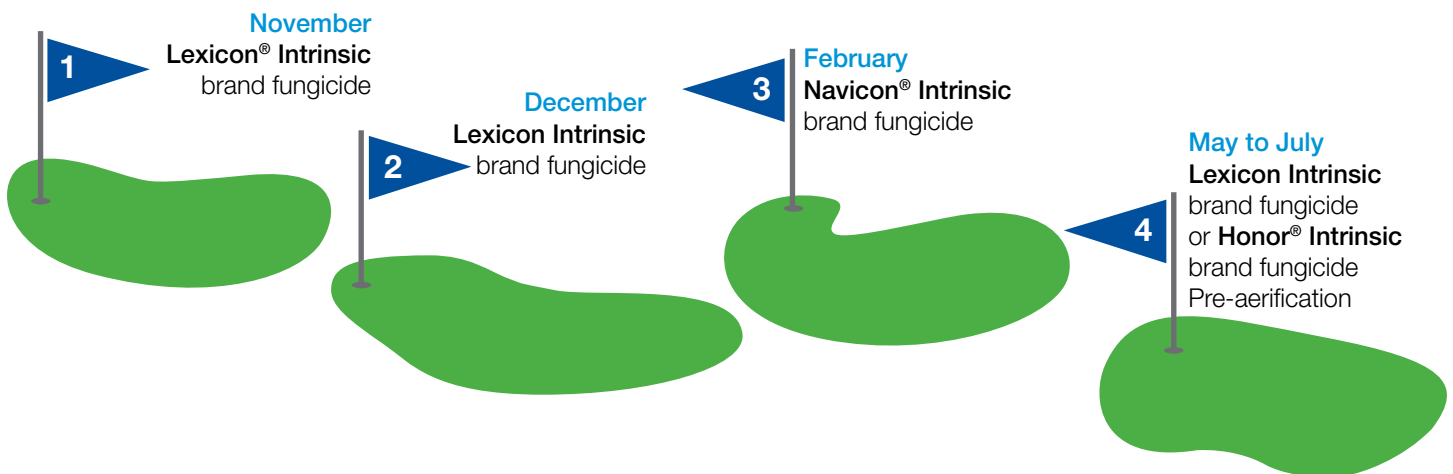 1
November
Lexicon® Intrinsic
brand fungicide
2
December
Lexicon Intrinsic
brand fungicide
3
February
Navicon® Intrinsic
brand fungicide
4
May to July
Lexicon Intrinsic
brand fungicide
or Honor® Intrinsic
brand fungicide
Pre-aerification